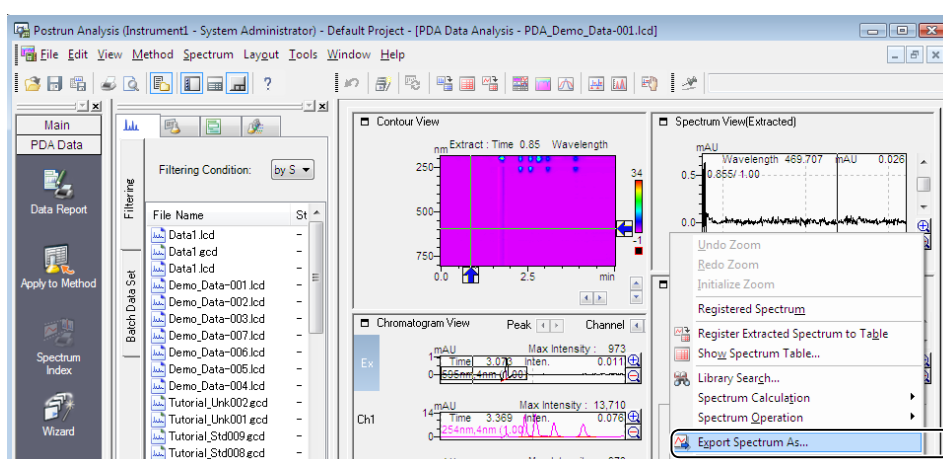 Postrun Analysis (Instrument1 - System Administrator) - Default Project - [PDA Data Analysis - PDA_Demo_Data-001.lcd]
File Edit View Method Spectrum Layout Tools Window Help
Main
PDA Data
Data Report
Apply to Method
Spectrum
Index
Wizard
Filtering
Batch Data Set
Filtering Condition: by S
File Name St
Data1.lcd -
Data1.gcd -
Data1.lcd -
Demo_Data-001.lcd -
Demo_Data-002.lcd -
Demo_Data-003.lcd -
Demo_Data-007.lcd -
Demo_Data-006.lcd -
Demo_Data-005.lcd -
Demo_Data-004.lcd -
Tutorial_Unk002.gcd -
Tutorial_Unk001.gcd -
Tutorial_Std009.gcd -
Tutorial_Std008.gcd -
Contour View
nm Extract : Time 0.85 Wavelength
250
500
750
34
-1
0.0 2.5 min
Chromatogram View Peak Channel
Ex
mAU Max Intensity : 973
1 Time 3.073 Inten. 0.011
0 595nm,4nm (1.00)
Ch1
mAU Max Intensity : 13,710
14 Time 3.369 Inten. 0.076
0 254nm,4nm (1.00)
Spectrum View(Extracted)
mAU
Wavelength 469.707 mAU 0.026
0.5 0.855/ 1.00
0.0
Undo Zoom
Redo Zoom
Initialize Zoom
Registered Spectrum
Register Extracted Spectrum to Table
Show Spectrum Table...
Library Search...
Spectrum Calculation
Spectrum Operation
Export Spectrum As...